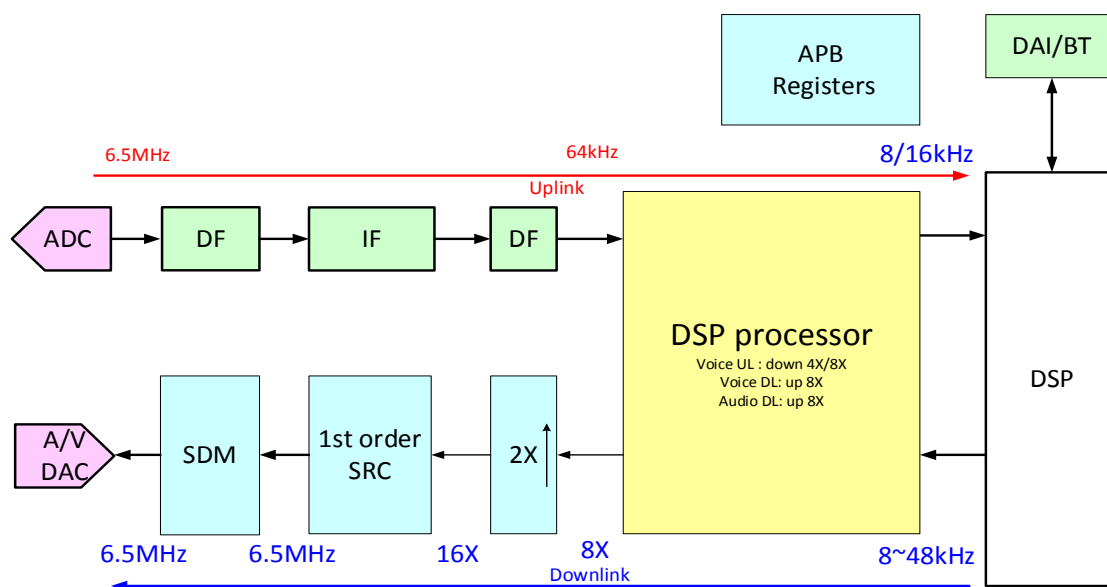 APB
Registers
DAI/BT
6.5MHz
64kHz
8/16kHz
Uplink
ADC
DF
IF
DF
DSP processor
Voice UL : down 4X/8X
Voice DL: up 8X
Audio DL: up 8X
DSP
A/V
DAC
SDM
1st order
SRC
2X
6.5MHz
6.5MHz
16X
8X
8~48kHz
Downlink